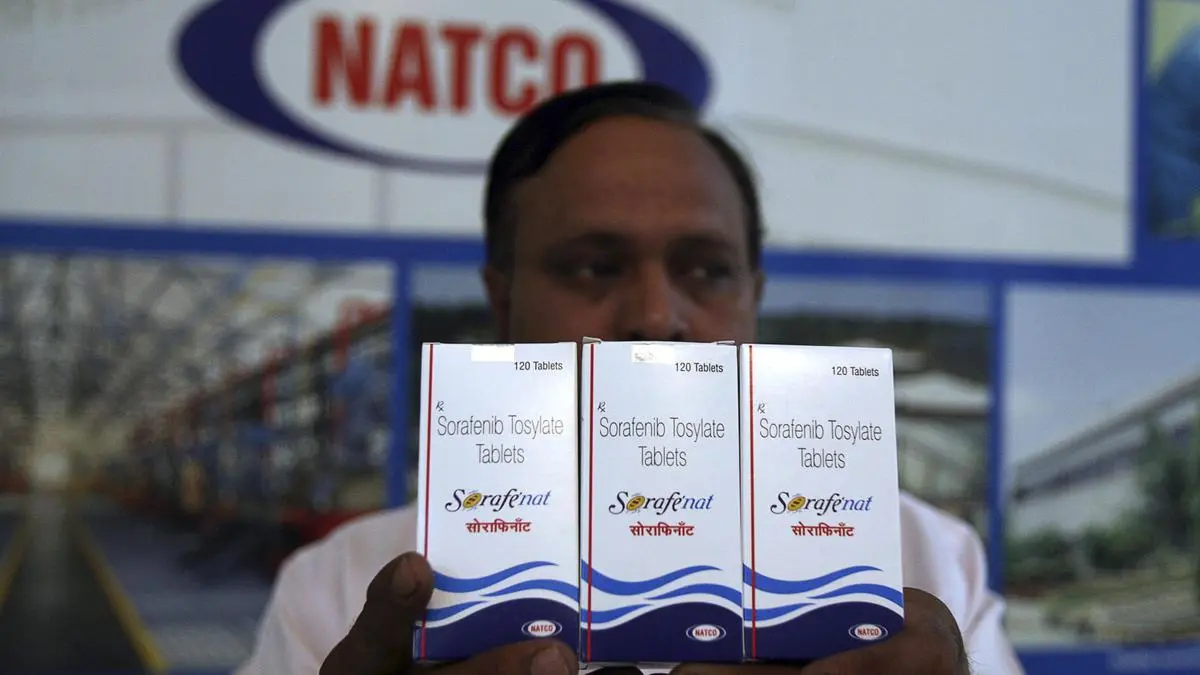 NATCO
120 Tablets
Rx
Sorafenib Tosylate
Tablets
Sorafenat
सोराफिनाँट
NATCO
120 Tablets
Rx
Sorafenib Tosylate
Tablets
Sorafenat
सोराफिनाँट
NATCO
120 Tablets
Rx
Sorafenib Tosylate
Tablets
Sorafenat
सोराफिनाँट
NATCO